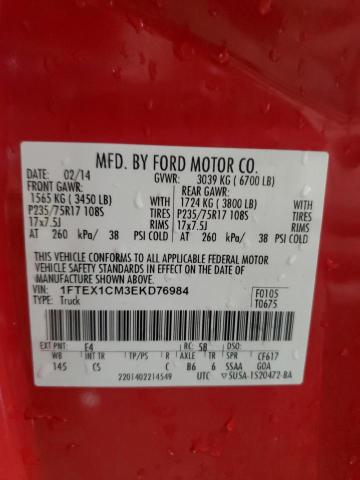 MFD. BY FORD MOTOR CO.
DATE: 02/14 GVWR: 3039 KG ( 6700 LB)
FRONT GAWR: REAR GAWR:
1565 KG ( 3450 LB) WITH 1724 KG ( 3800 LB) WITH
P235/75R17 108S TIRES P235/75R17 108S TIRES
17x7.5J RIMS 17x7.5J RIMS
AT 260 kPa/ 38 PSI COLD AT 260 kPa/ 38 PSI COLD
THIS VEHICLE CONFORMS TO ALL APPLICABLE FEDERAL MOTOR
VEHICLE SAFETY STANDARDS IN EFFECT ON THE DATE OF
MANUFACTURE SHOWN ABOVE.
VIN: 1FTEX1CM3EKD76984 F0105
TYPE: Truck T0675
EXT PNT: E4 RC: 58 DSO:
WB INT TR TP/PS R AXLE TR SPR CF617
145 CS C B6 6 SSAA GOA
2201402214549 UTC 5U5A-1520472-BA